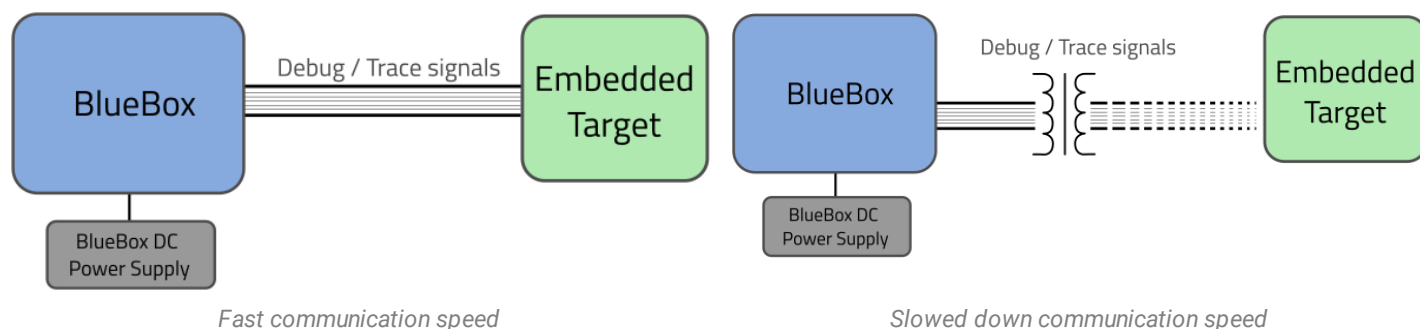 Debug / Trace signals
BlueBox
Embedded
Target
BlueBox DC
Power Supply
Fast communication speed
Debug / Trace signals
BlueBox
Embedded
Target
BlueBox DC
Power Supply
Slowed down communication speed